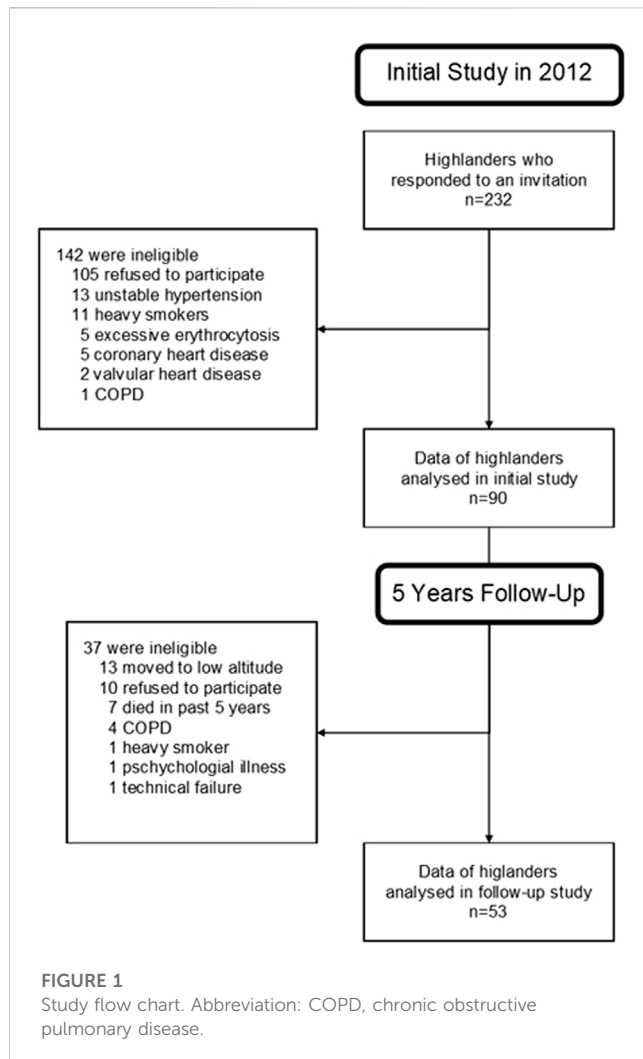 Initial Study in 2012
Highlanders who
responded to an invitation
n=232
142 were ineligible
105 refused to participate
13 unstable hypertension
11 heavy smokers
5 excessive erythrocytosis
5 coronary heart disease
2 valvular heart disease
1 COPD
Data of highlanders
analysed in initial study
n=90
5 Years Follow-Up
37 were ineligible
13 moved to low altitude
10 refused to participate
7 died in past 5 years
4 COPD
1 heavy smoker
1 pschychologial illness
1 technical failure
Data of higlanders
analysed in follow-up study
n=53
FIGURE 1
Study flow chart. Abbreviation: COPD, chronic obstructive
pulmonary disease.